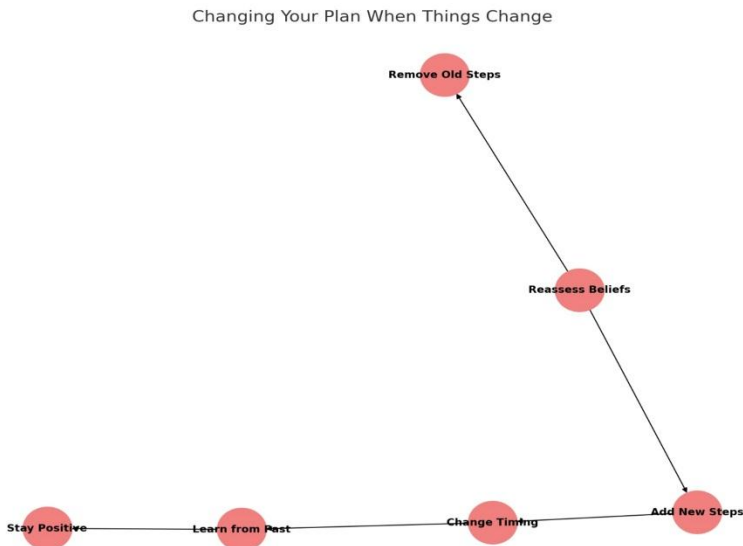 Changing Your Plan When Things Change
Remove Old Steps
Reassess Beliefs
Add New Steps
Change Timing
Learn from Past
Stay Positive